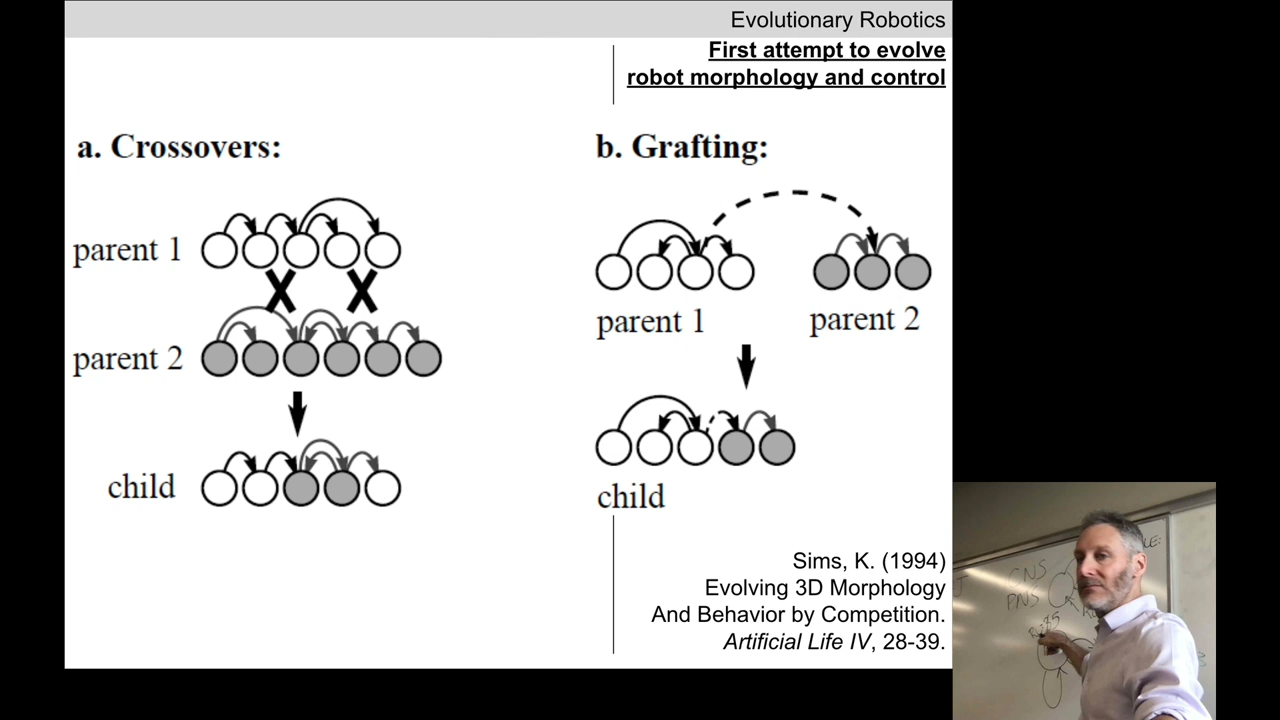 Evolutionary Robotics
First attempt to evolve
robot morphology and control
a. Crossovers:
parent 1
X X
parent 2
child
b. Grafting:
parent 1
parent 2
child
Sims, K. (1994)
Evolving 3D Morphology
And Behavior by Competition.
Artificial Life IV, 28-39.
CNS
PNS